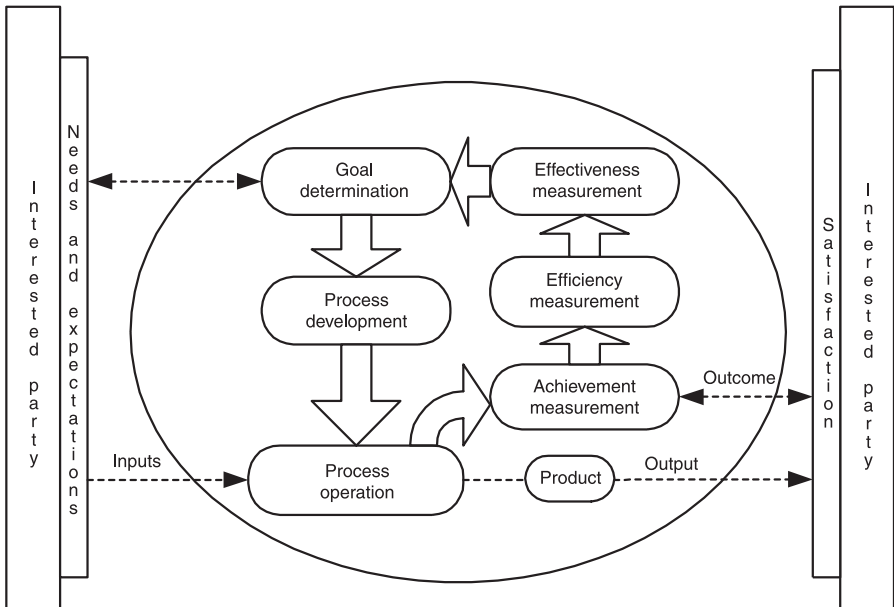 Interested party
Needs and expectations
Goal
determination
Process
development
Inputs
Process
operation
Effectiveness
measurement
Efficiency
measurement
Achievement
measurement
Outcome
Product
Output
Satisfaction
Interested party